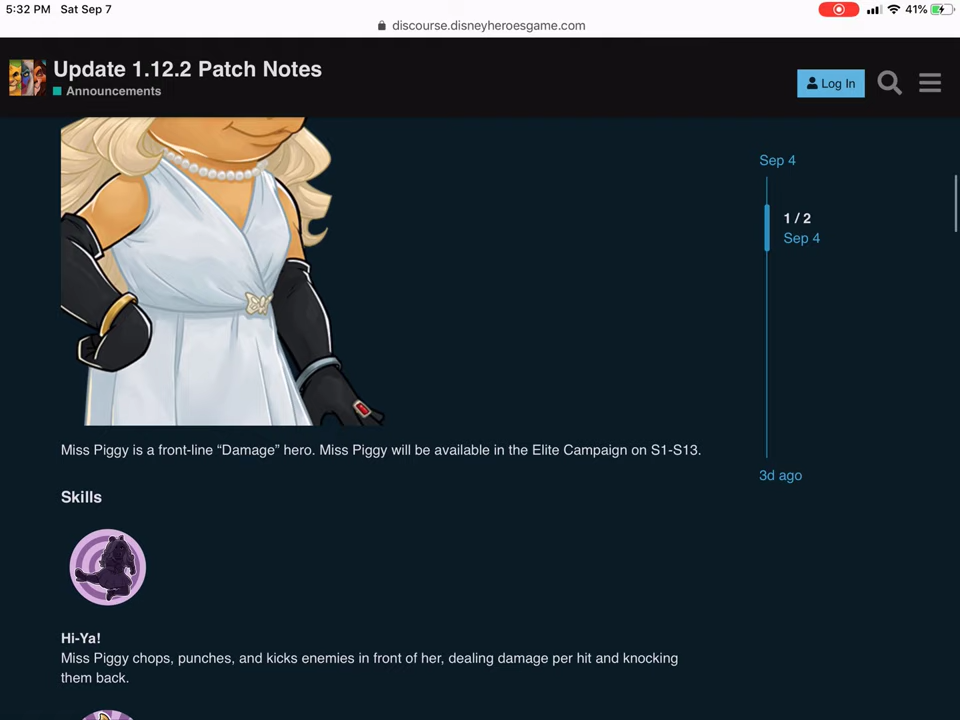 5:32 PM Sat Sep 7
41%
discourse.disneyheroesgame.com
Update 1.12.2 Patch Notes
Announcements
Log In
Sep 4
1 / 2
Sep 4
3d ago
Miss Piggy is a front-line “Damage” hero. Miss Piggy will be available in the Elite Campaign on S1-S13.
Skills
Hi-Ya!
Miss Piggy chops, punches, and kicks enemies in front of her, dealing damage per hit and knocking
them back.